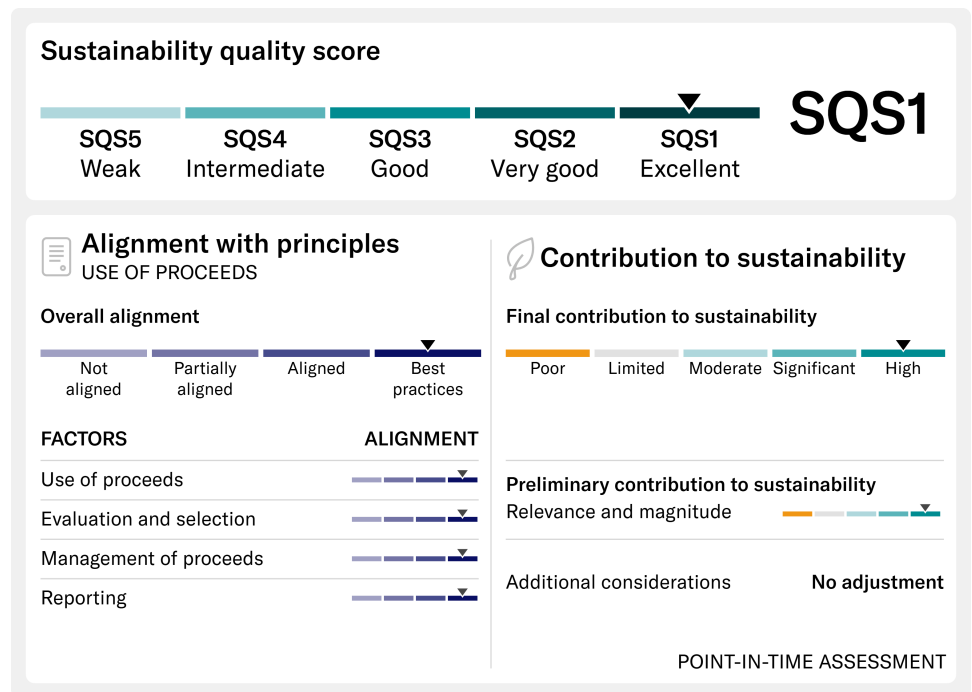 Sustainability quality score
SQS1
SQS5 SQS4 SQS3 SQS2 SQS1
Weak Intermediate Good Very good Excellent
Alignment with principles
USE OF PROCEEDS
Overall alignment
Not aligned
Partially aligned
Aligned
Best practices
FACTORS ALIGNMENT
Use of proceeds
Evaluation and selection
Management of proceeds
Reporting
Contribution to sustainability
Final contribution to sustainability
Poor Limited Moderate Significant High
Preliminary contribution to sustainability
Relevance and magnitude
Additional considerations No adjustment
POINT-IN-TIME ASSESSMENT